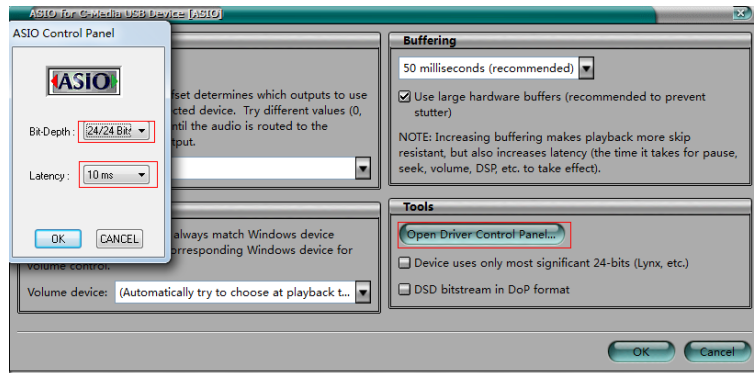 ASIO for C-Media USB Device [ASIO]
ASIO Control Panel
ASIO
Bit-Depth :
24/24 Bit
Latency :
10 ms
OK
CANCEL
fset determines which outputs to use
cted device. Try different values (0,
ntil the audio is routed to the
tput.
always match Windows device
orresponding Windows device for
volume control.
Volume device:
(Automatically try to choose at playback t...
Buffering
50 milliseconds (recommended)
Use large hardware buffers (recommended to prevent
stutter)
NOTE: Increasing buffering makes playback more skip
resistant, but also increases latency (the time it takes for pause,
seek, volume, DSP, etc. to take effect).
Tools
Open Driver Control Panel...
Device uses only most significant 24-bits (Lynx, etc.)
DSD bitstream in DoP format
OK
Cancel